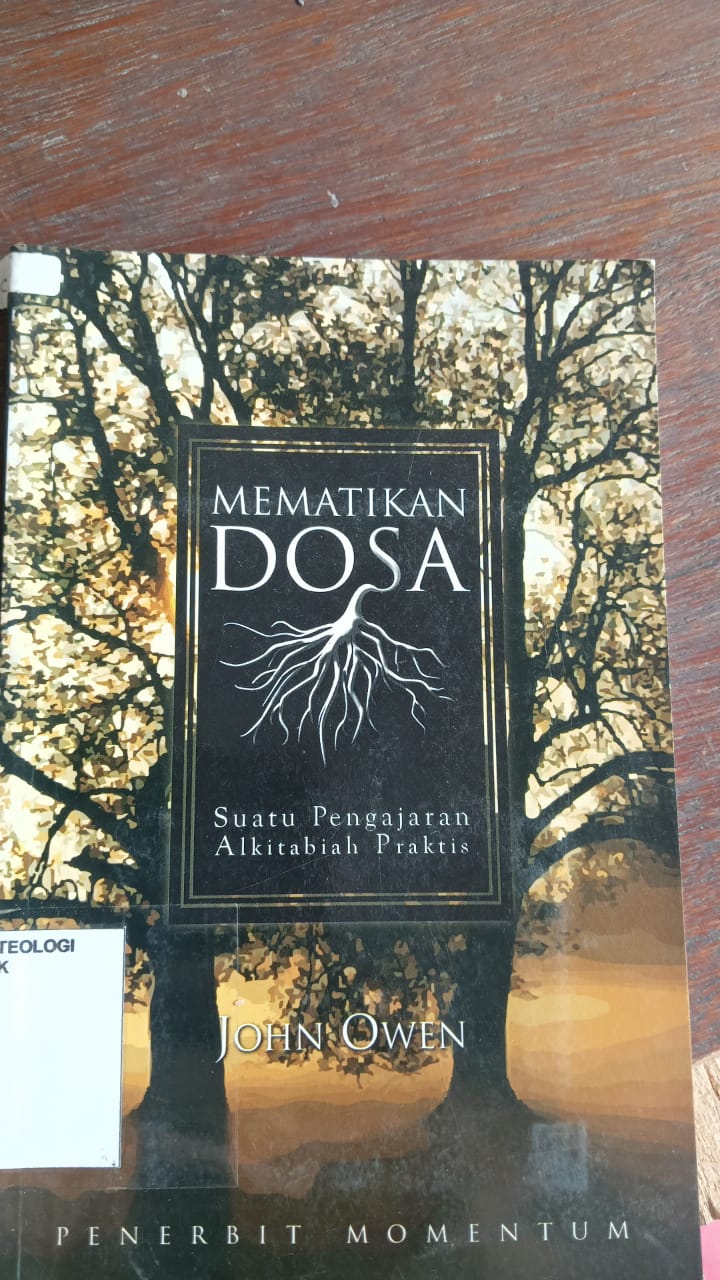 MEMATIKAN
DOSA
Suatu Pengajaran
Alkitabiah Praktis
TEOLOGI
K
JOHN OWEN
PENERBIT MOMENTUM